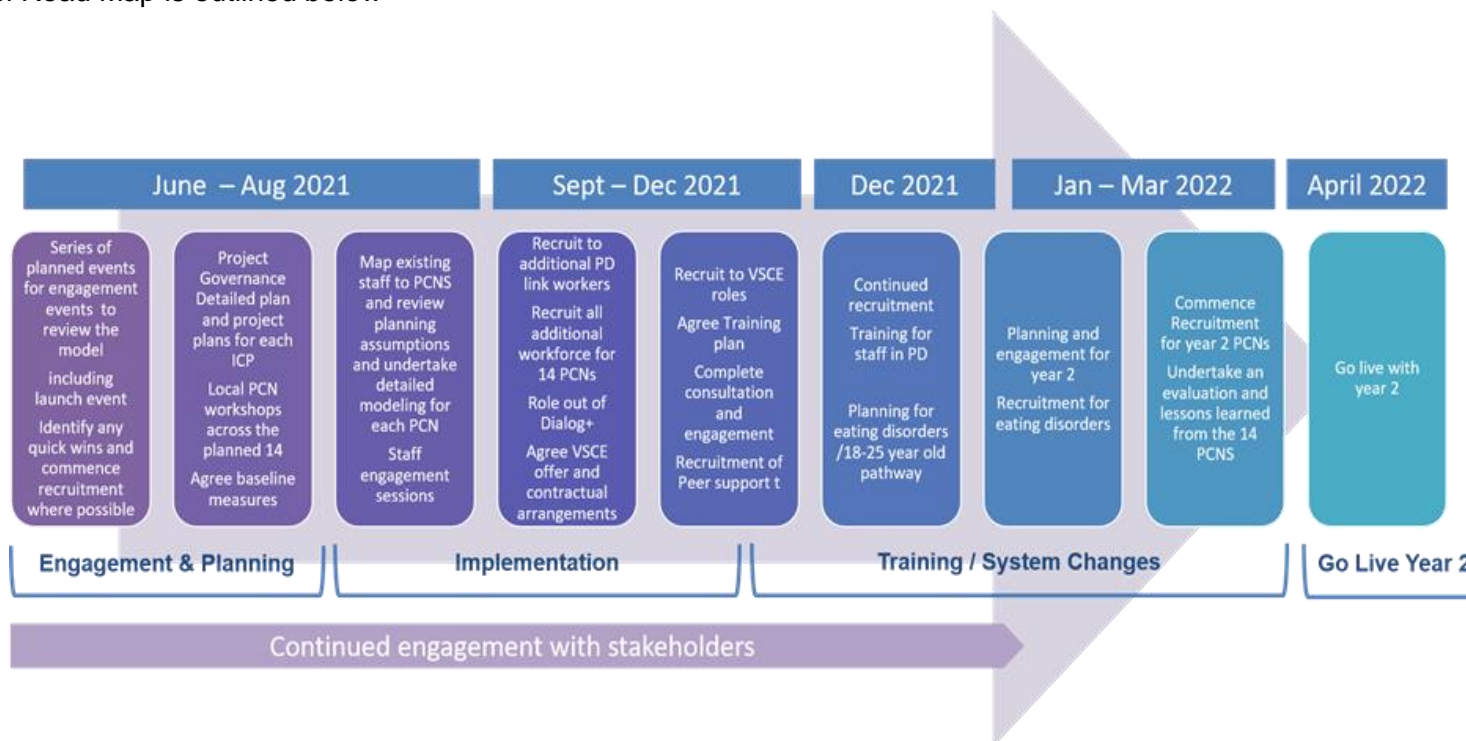 Road Map is outlined below
June – Aug 2021
Sept – Dec 2021
Dec 2021
Jan – Mar 2022
April 2022
Series of
planned events
for engagement
events to
review the
model
including
launch event
Identify any
quick wins and
commence
recruitment
where possible
Project
Governance
Detailed plan
and project
plans for each
ICP
Local PCN
workshops
across the
planned 14
Agree baseline
measures
Map existing
staff to PCNS
and review
planning
assumptions
and undertake
detailed
modeling for
each PCN
Staff
engagement
sessions
Recruit to
additional PD
link workers
Recruit all
additional
workforce for
14 PCNs
Role out of
Dialog+
Agree VSCE
offer and
contractual
arrangements
Recruit to VSCE
roles
Agree Training
plan
Complete
consultation
and
engagement
Recruitment of
Peer support t
Continued
recruitment
Training for
staff in PD
Planning for
eating disorders
/18-25 year old
pathway
Planning and
engagement for
year 2
Recruitment for
eating disorders
Commence
Recruitment
for year 2 PCNs
Undertake an
evaluation and
lessons learned
from the 14
PCNS
Go live with
year 2
Engagement & Planning
Implementation
Training / System Changes
Go Live Year 2
Continued engagement with stakeholders